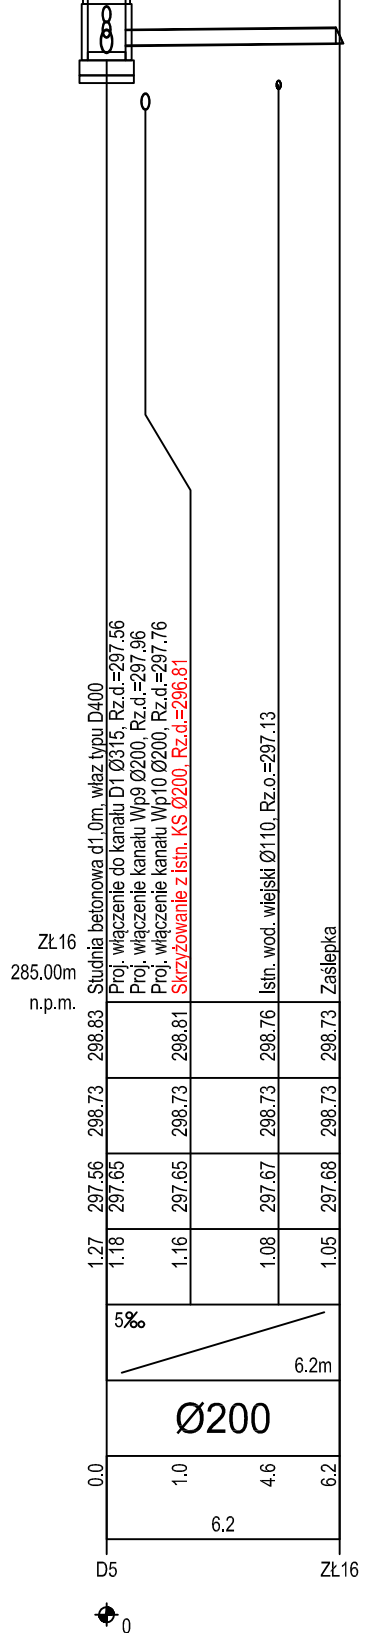 Studnia betonowa d1,0m, właz typu D400
Proj. włączenie do kanału D1 Ø315, Rz.d.=297.56
Proj. włączenie kanału Wp9 Ø200, Rz.d.=297.96
Proj. włączenie kanału Wp10 Ø200, Rz.d.=297.76
Skrzyżowanie z istn. KS Ø200, Rz.d.=296.81
Istn. wod. wiejski Ø110, Rz.o.=297.13
Zaślepka
ZŁ16
285.00m
n.p.m.
298.83 298.81 298.76 298.73
298.73 298.73 298.73 298.73
297.56 297.65 297.65 297.67 297.68
1.27 1.18 1.16 1.08 1.05
5‰
6.2m
Ø200
0.0 1.0 4.6 6.2
6.2
D5 ZŁ16
0